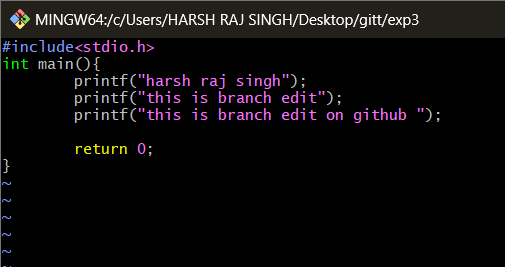 MINGW64:/c/Users/HARSH RAJ SINGH/Desktop/gitt/exp3
#include<stdio.h>
int main(){
        printf("harsh raj singh");
        printf("this is branch edit");
        printf("this is branch edit on github ");

        return 0;
}
~
~
~
~
~
~